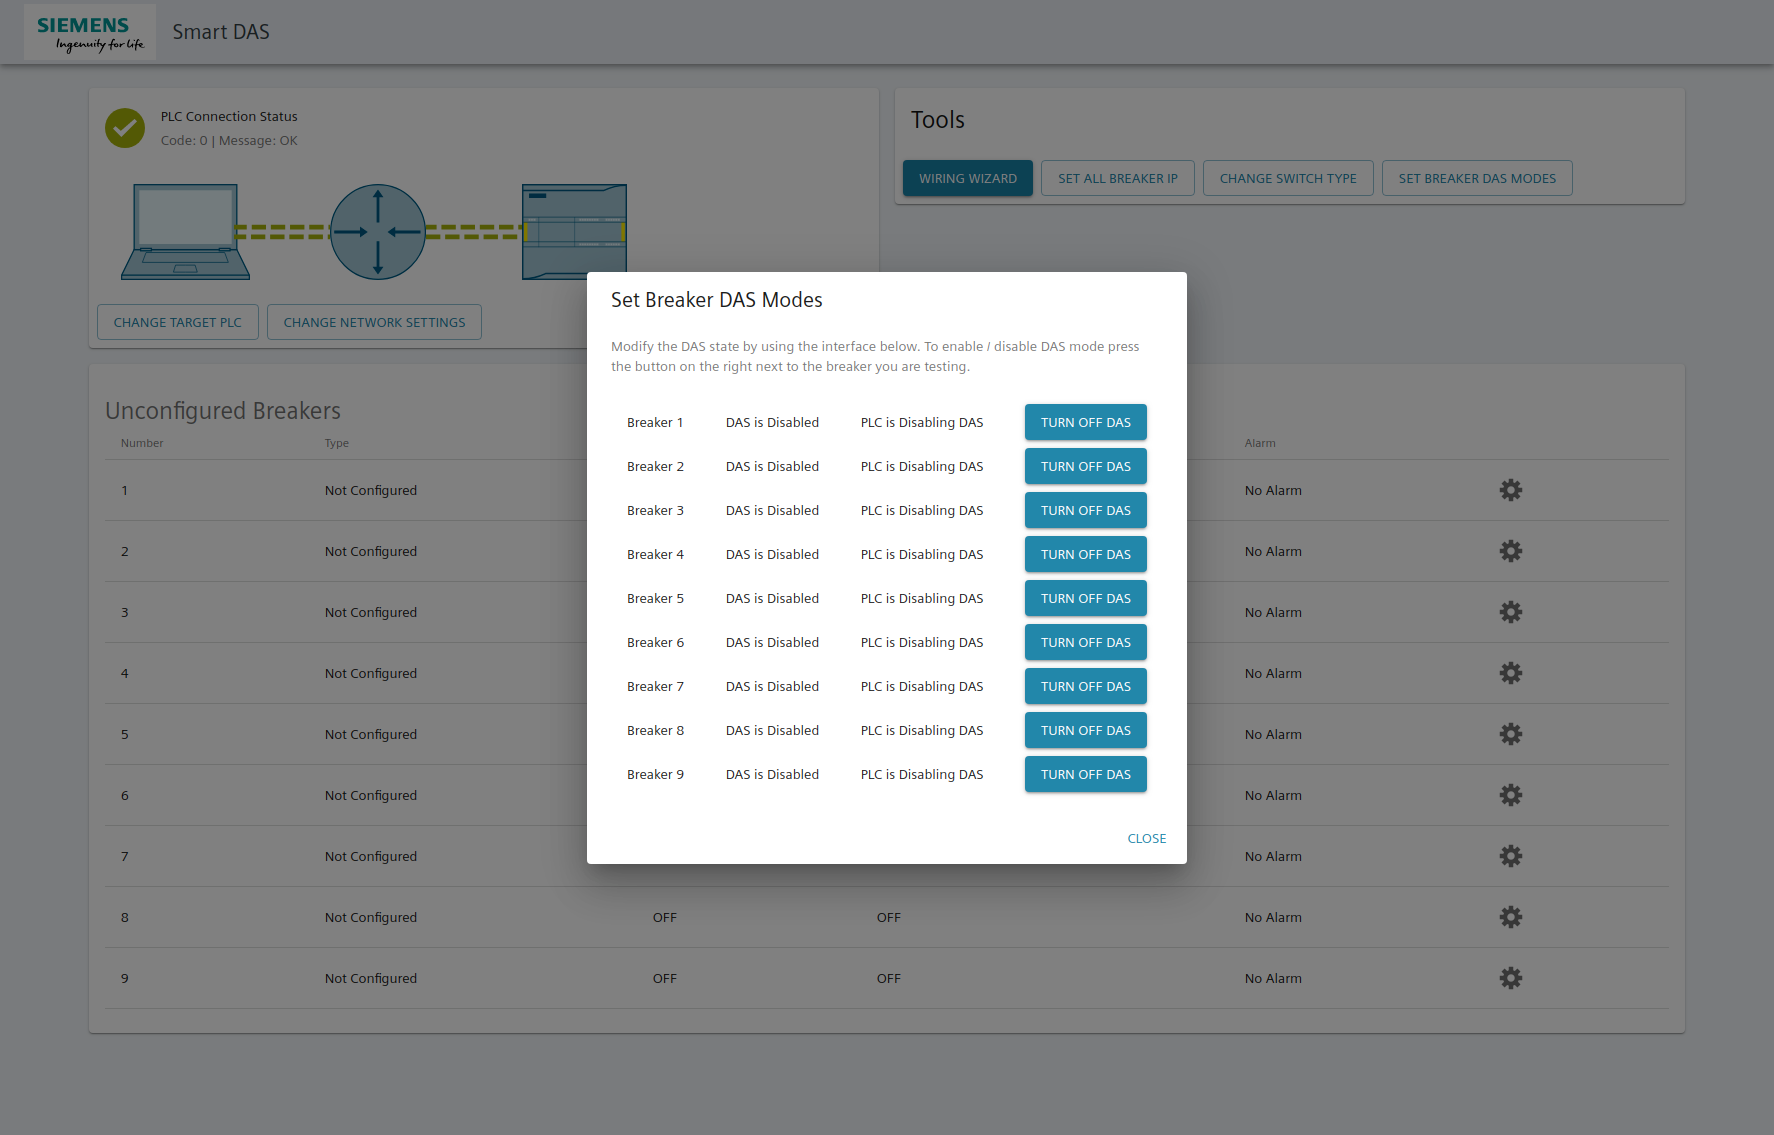 SIEMENS
Ingenuity for life
Smart DAS
PLC Connection Status
Code: 0 | Message: OK
CHANGE TARGET PLC
CHANGE NETWORK SETTINGS
Tools
WIRING WIZARD
SET ALL BREAKER IP
CHANGE SWITCH TYPE
SET BREAKER DAS MODES
Set Breaker DAS Modes
Modify the DAS state by using the interface below. To enable / disable DAS mode press
the button on the right next to the breaker you are testing.
Breaker 1 DAS is Disabled PLC is Disabling DAS TURN OFF DAS
Breaker 2 DAS is Disabled PLC is Disabling DAS TURN OFF DAS
Breaker 3 DAS is Disabled PLC is Disabling DAS TURN OFF DAS
Breaker 4 DAS is Disabled PLC is Disabling DAS TURN OFF DAS
Breaker 5 DAS is Disabled PLC is Disabling DAS TURN OFF DAS
Breaker 6 DAS is Disabled PLC is Disabling DAS TURN OFF DAS
Breaker 7 DAS is Disabled PLC is Disabling DAS TURN OFF DAS
Breaker 8 DAS is Disabled PLC is Disabling DAS TURN OFF DAS
Breaker 9 DAS is Disabled PLC is Disabling DAS TURN OFF DAS
CLOSE
Unconfigured Breakers
Number Type Alarm
1 Not Configured No Alarm
2 Not Configured No Alarm
3 Not Configured No Alarm
4 Not Configured No Alarm
5 Not Configured No Alarm
6 Not Configured No Alarm
7 Not Configured No Alarm
8 Not Configured OFF OFF No Alarm
9 Not Configured OFF OFF No Alarm